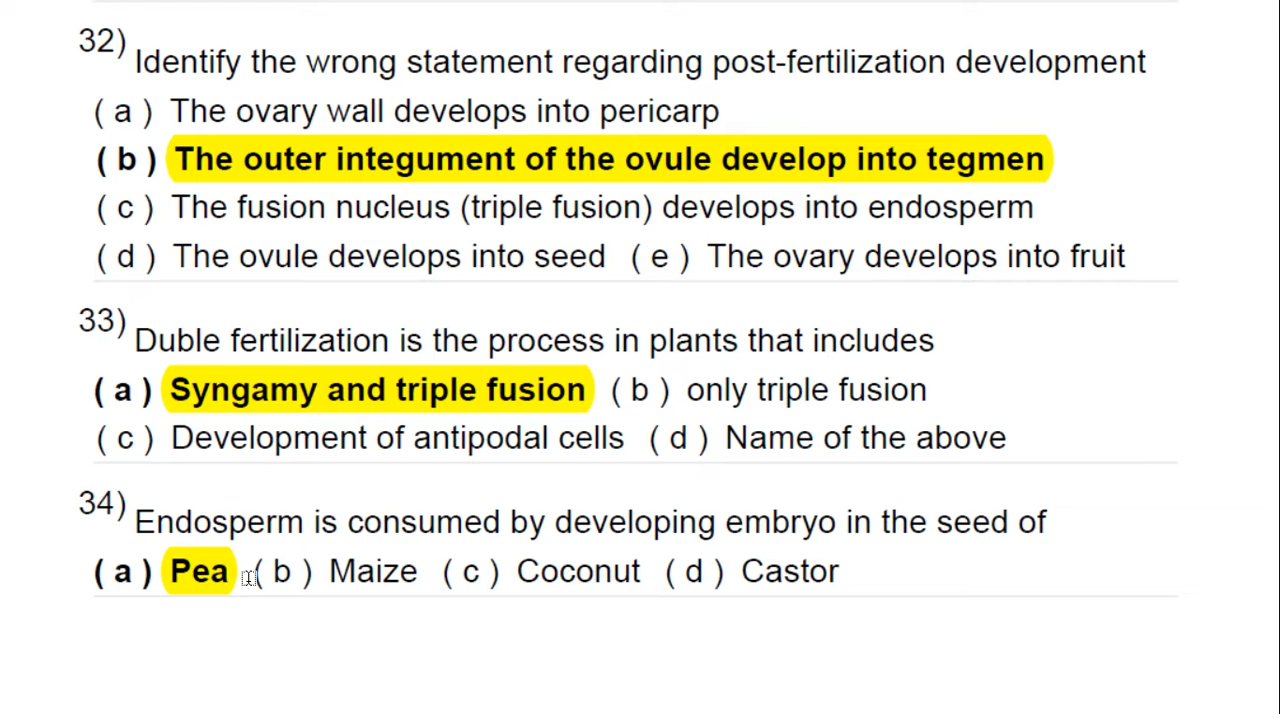 32) Identify the wrong statement regarding post-fertilization development
( a ) The ovary wall develops into pericarp
( b ) The outer integument of the ovule develop into tegmen
( c ) The fusion nucleus (triple fusion) develops into endosperm
( d ) The ovule develops into seed ( e ) The ovary develops into fruit
33) Duble fertilization is the process in plants that includes
( a ) Syngamy and triple fusion ( b ) only triple fusion
( c ) Development of antipodal cells ( d ) Name of the above
34) Endosperm is consumed by developing embryo in the seed of
( a ) Pea ( b ) Maize ( c ) Coconut ( d ) Castor